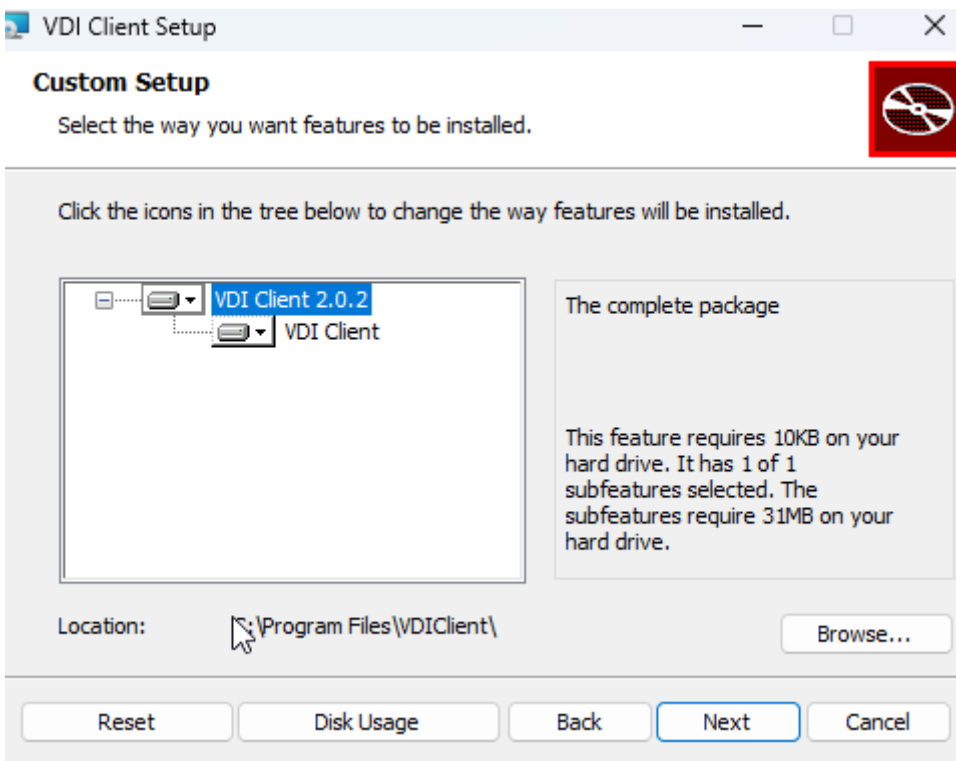 VDI Client Setup
Custom Setup
Select the way you want features to be installed.
Click the icons in the tree below to change the way features will be installed.
VDI Client 2.0.2
VDI Client
The complete package
This feature requires 10KB on your
hard drive. It has 1 of 1
subfeatures selected. The
subfeatures require 31MB on your
hard drive.
Location: :\Program Files\VDIClient\
Browse...
Reset Disk Usage Back Next Cancel